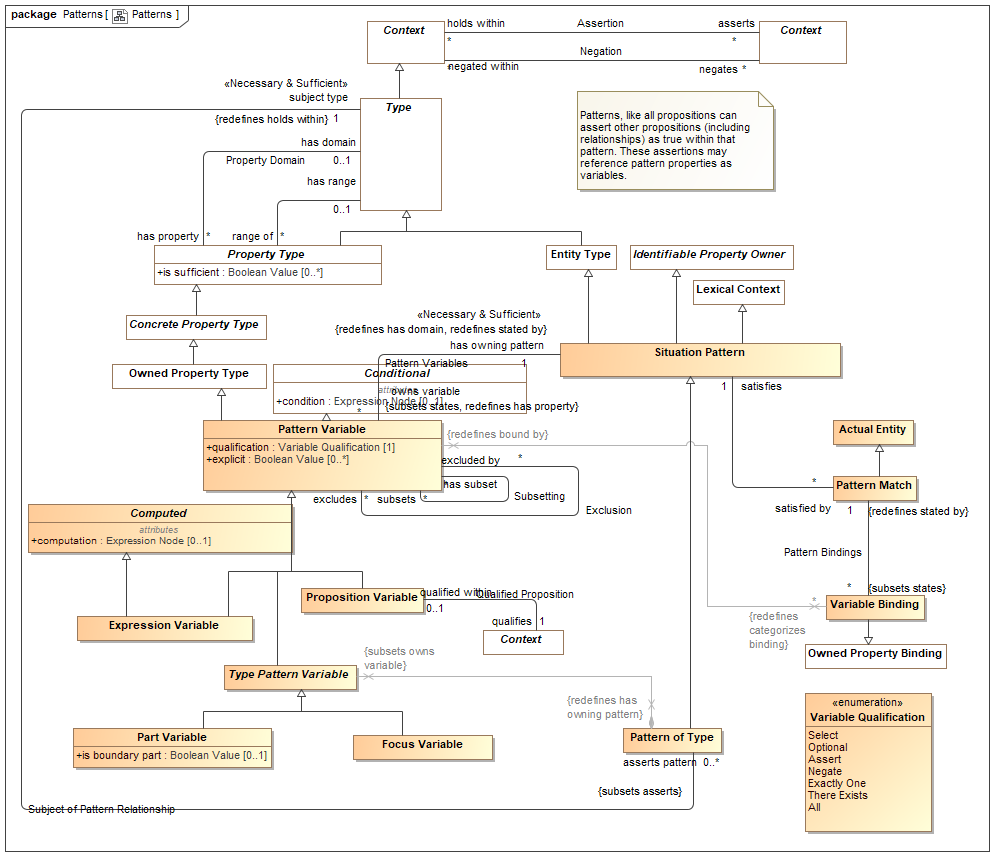 package Patterns [ Patterns ]
Context
holds within
Assertion
asserts
*
*
Context
Negation
negated within
*
negates *
«Necessary & Sufficient»
subject type
{redefines holds within} 1
Type
Patterns, like all propositions can
assert other propositions (including
relationships) as true within that
pattern. These assertions may
reference pattern properties as
variables.
has domain
Property Domain 0..1
has range
0..1
has property *
range of *
Property Type
+is sufficient : Boolean Value [0..*]
Entity Type
Identifiable Property Owner
Lexical Context
Concrete Property Type
«Necessary & Sufficient»
{redefines has domain, redefines stated by}
has owning pattern
1
Situation Pattern
Owned Property Type
Pattern Variables
Conditional
attributes
+condition : Expression Node [0..1]
owns variable
* {subsets states, redefines has property}
1 satisfies
Pattern Variable
+qualification : Variable Qualification [1]
+explicit : Boolean Value [0..*]
{redefines bound by}
Actual Entity
excluded by *
has subset
*
Subsetting
excludes * subsets *
Exclusion
*
Pattern Match
satisfied by 1 {redefines stated by}
Computed
attributes
+computation : Expression Node [0..1]
Pattern Bindings
* {subsets states}
Expression Variable
Proposition Variable
qualified within
0..1
Qualified Proposition
qualifies 1
Context
*
Variable Binding
{redefines
categorizes
binding}
Owned Property Binding
{subsets owns
variable}
Type Pattern Variable
{redefines has
owning pattern}
«enumeration»
Variable Qualification
Select
Optional
Assert
Negate
Exactly One
There Exists
All
Part Variable
+is boundary part : Boolean Value [0..1]
Focus Variable
Pattern of Type
asserts pattern 0..*
{subsets asserts}
Subject of Pattern Relationship